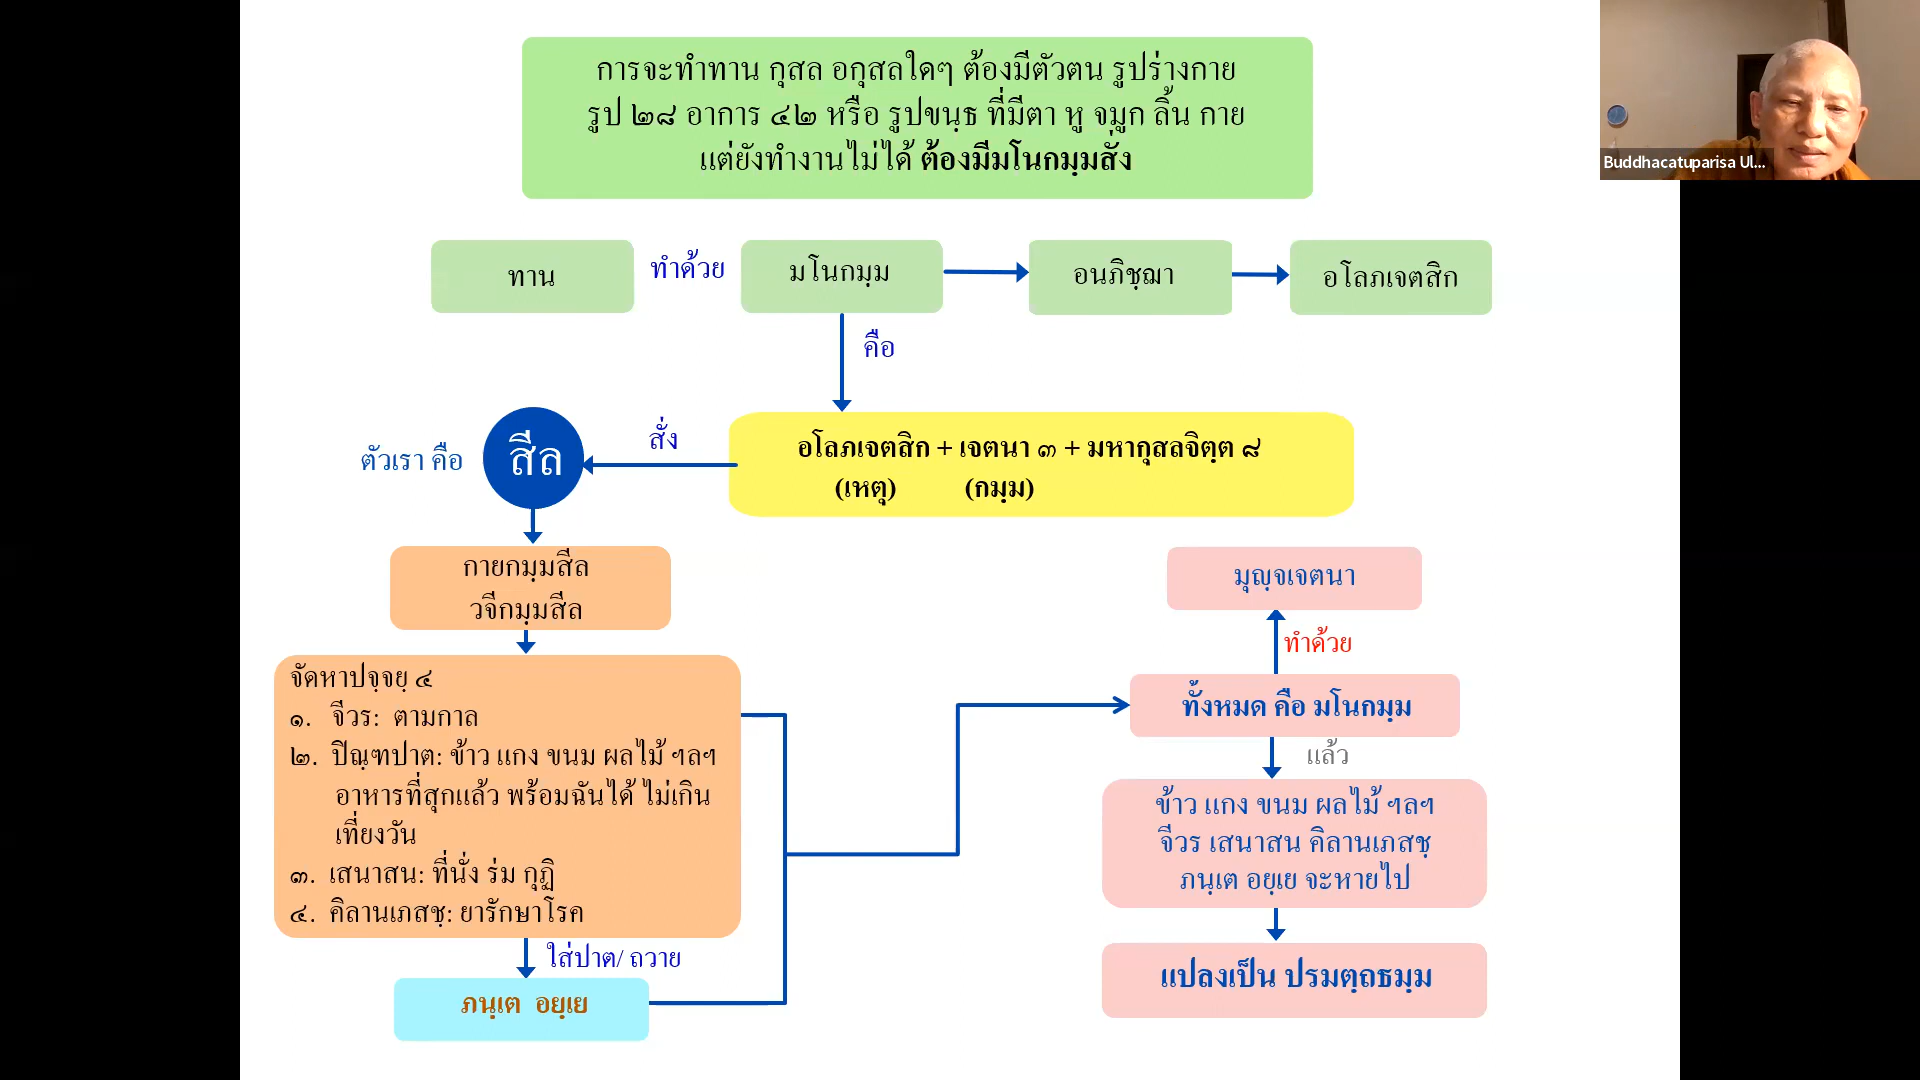 การจะทำทาน กุสล อกุสลใดๆ ต้องมีตัวตน รูปร่างกาย
รูป ๒๘ อาการ ๔๒ หรือ รูปขนฺธ ที่มีตา หู จมูก ลิ้น กาย
แต่ยังทำงานไม่ได้ ต้องมีมโนกมฺมสั่ง
Buddhacatuparisa Ul...
ทาน
ทำด้วย
มโนกมฺม
อนภิชฺฌา
อโลภเจตสิก
คือ
ตัวเรา คือ
สีล
สั่ง
อโลภเจตสิก + เจตนา ๓ + มหากุสลจิตฺต ๘
(เหตุ) (กมฺม)
กายกมฺมสีล
วจีกมฺมสีล
จัดหาปจฺจยฺ ๔
๑. จีวร: ตามกาล
๒. ปิณฺฑปาต: ข้าว แกง ขนม ผลไม้ ฯลฯ
อาหารที่สุกแล้ว พร้อมฉันได้ ไม่เกิน
เที่ยงวัน
๓. เสนาสน: ที่นั่ง ร่ม กุฏิ
๔. คิลานเภสชฺ: ยารักษาโรค
ใส่ปาต/ ถวาย
ภนฺเต อยฺเย
มุญฺจเจตนา
ทำด้วย
ทั้งหมด คือ มโนกมฺม
แล้ว
ข้าว แกง ขนม ผลไม้ ฯลฯ
จีวร เสนาสน คิลานเภสชฺ
ภนฺเต อยฺเย จะหายไป
แปลงเป็น ปรมตฺถธมฺม